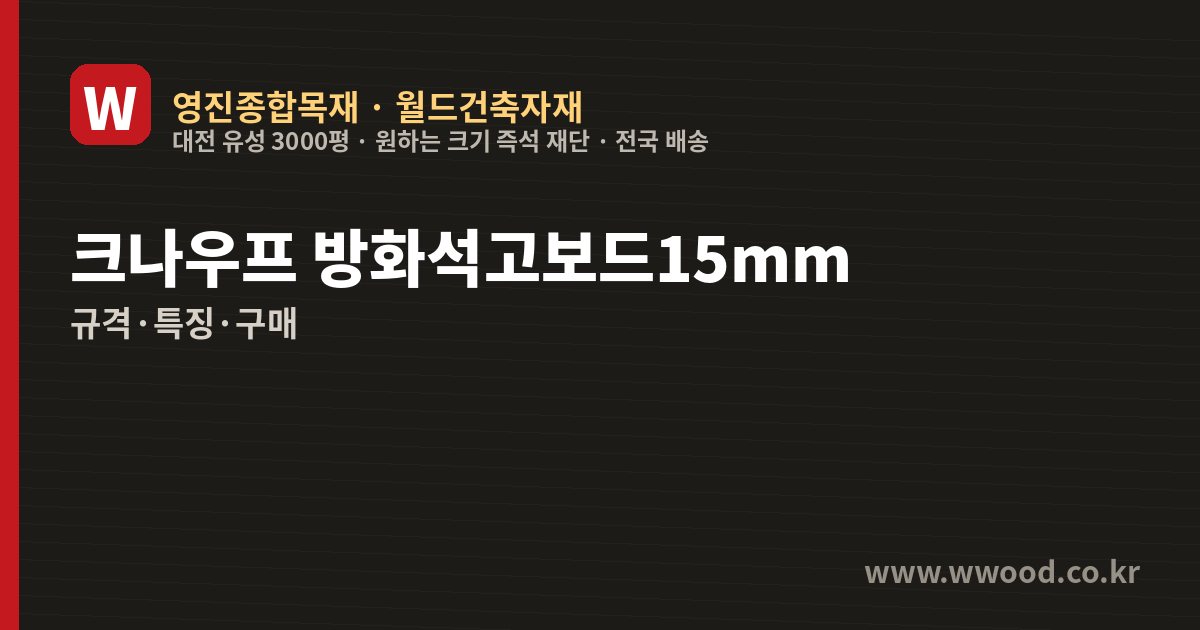 W
영진종합목재 · 월드건축자재
대전 유성 3000평 · 원하는 크기 즉석 재단 · 전국 배송
크나우프 방화석고보드15mm
규격·특징·구매
www.wwood.co.kr